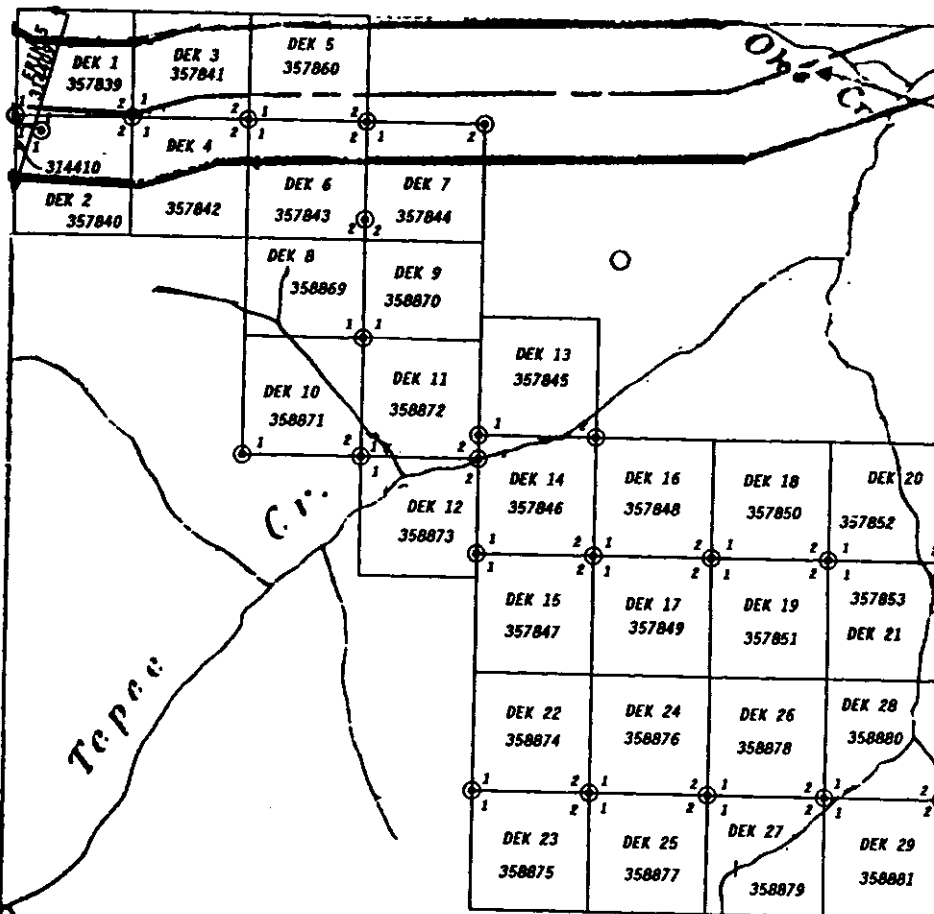 DEK 1
357839
DEK 3
357841
DEK 5
357860
Cr
314410
DEK 2
357840
DEK 4
357842
DEK 6
357843
DEK 7
357844
DEK 8
358869
DEK 9
358870
DEK 10
358871
DEK 11
358872
DEK 12
358873
DEK 13
357845
DEK 14
357846
DEK 16
357848
DEK 18
357850
DEK 20
357852
DEK 15
357847
DEK 17
357849
DEK 19
357851
357853
DEK 21
Tepee Cr.
DEK 22
358874
DEK 24
358876
DEK 26
358878
DEK 28
358880
DEK 23
358875
DEK 25
358877
DEK 27
358879
DEK 29
358881